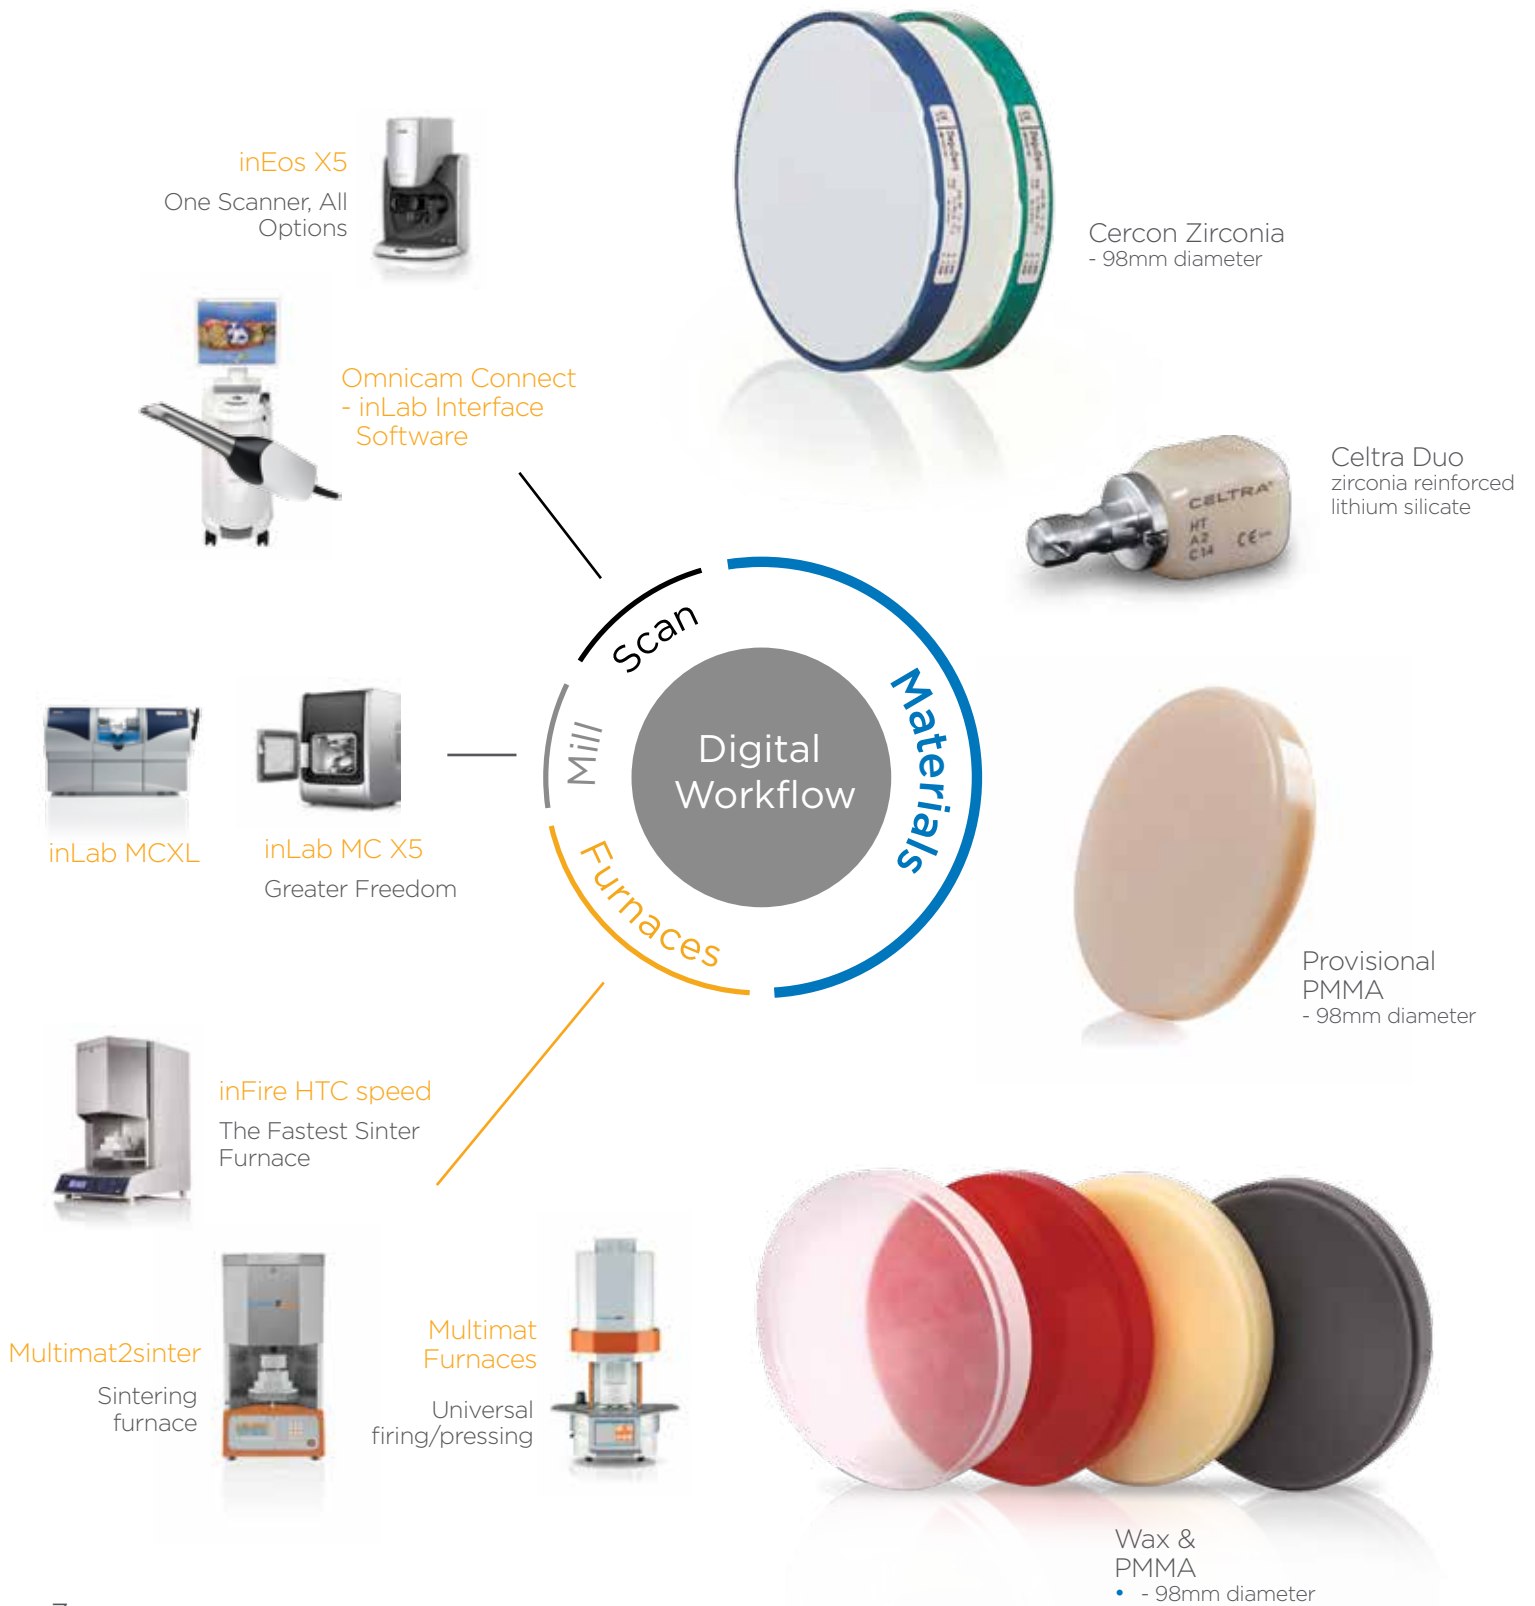 inEos X5
One Scanner, All
Options
Omnicam Connect
- inLab Interface
Software
Cercon Zirconia
- 98mm diameter
Celtra Duo
zirconia reinforced
lithium silicate
CELTRA
HT
A2
C14
CE
Scan
Mill
Furnaces
Materials
Digital
Workflow
inLab MCXL
inLab MC X5
Greater Freedom
Provisional
PMMA
- 98mm diameter
inFire HTC speed
The Fastest Sinter
Furnace
Multimat2sinter
Sintering
furnace
Multimat
Furnaces
Universal
firing/pressing
Wax &
PMMA
• - 98mm diameter